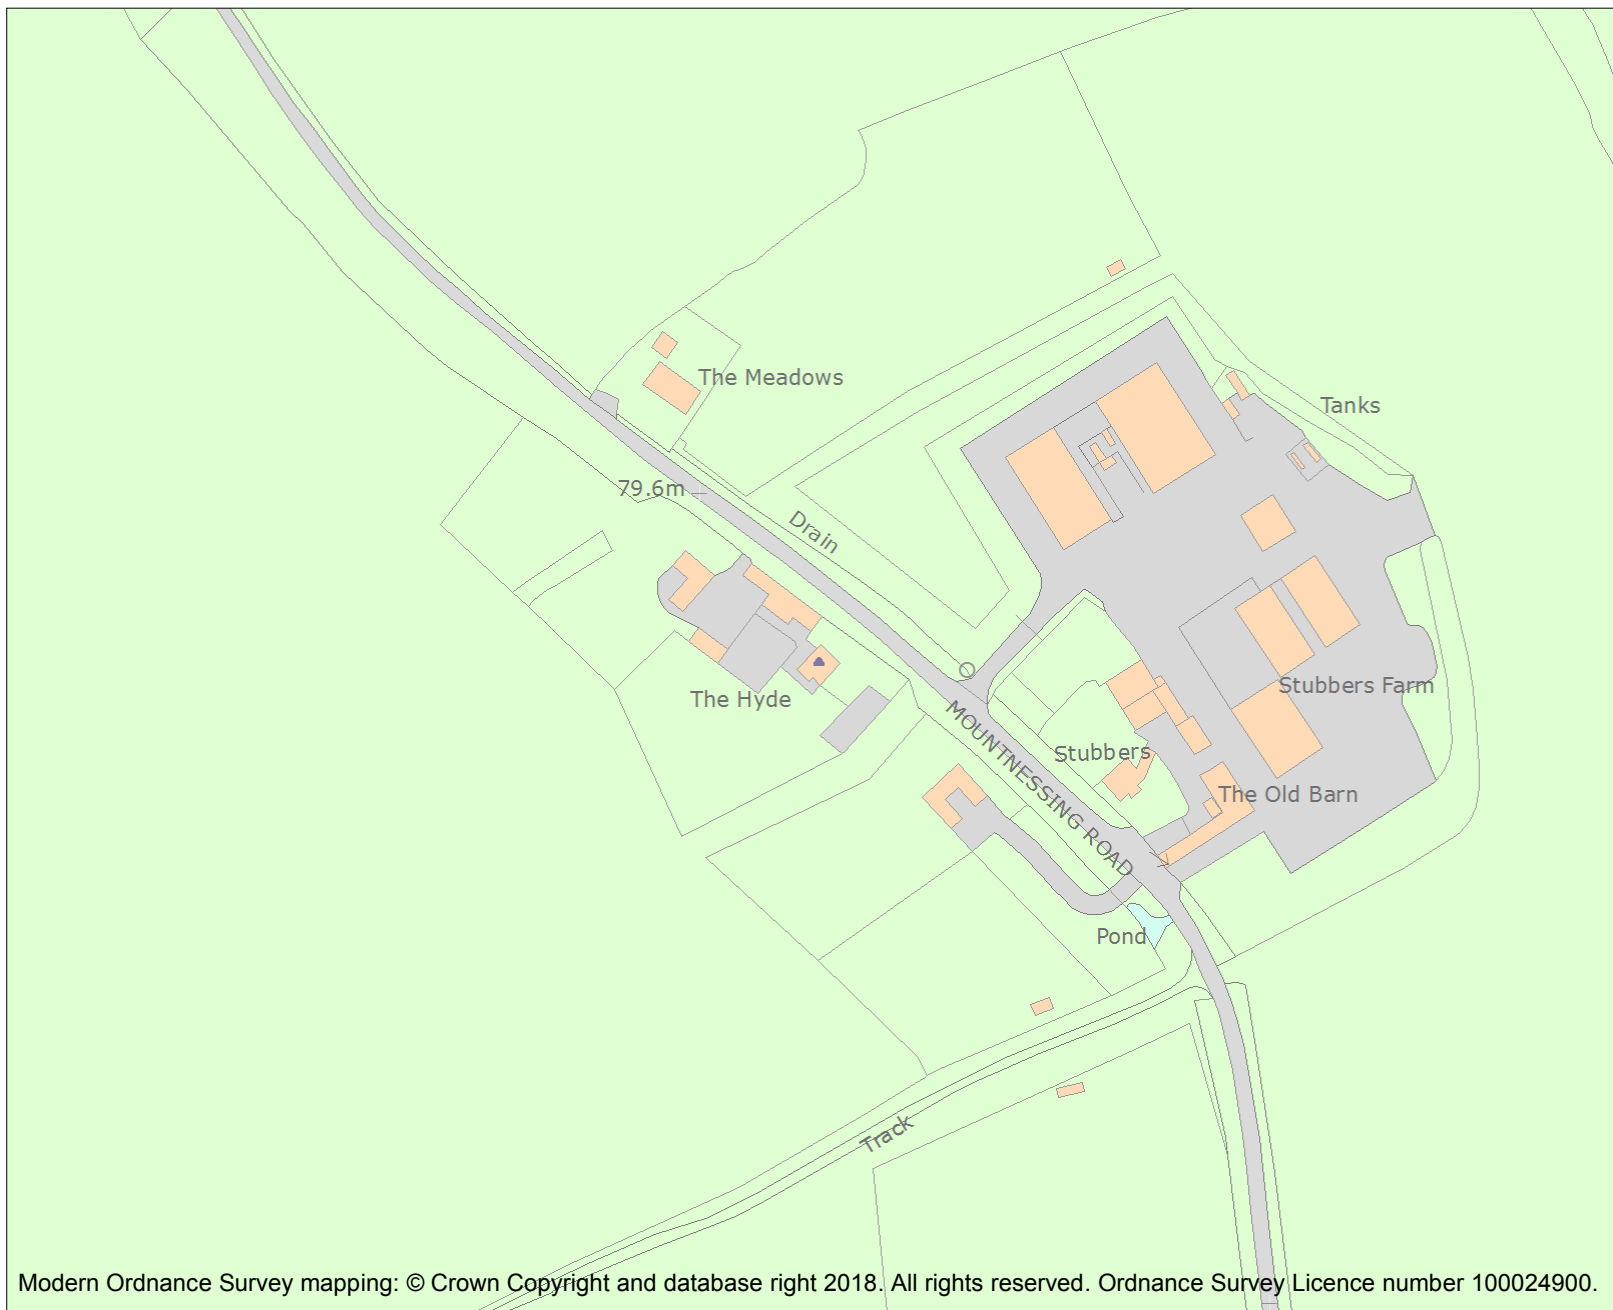 The Meadows
Tanks
79.6m
Drain
Stubbers Farm
The Hyde
MOUNTNESSING ROAD
Stubbers
The Old Barn
Pond
Track
Modern Ordnance Survey mapping: © Crown Copyright and database right 2018. All rights reserved. Ordnance Survey Licence number 100024900.